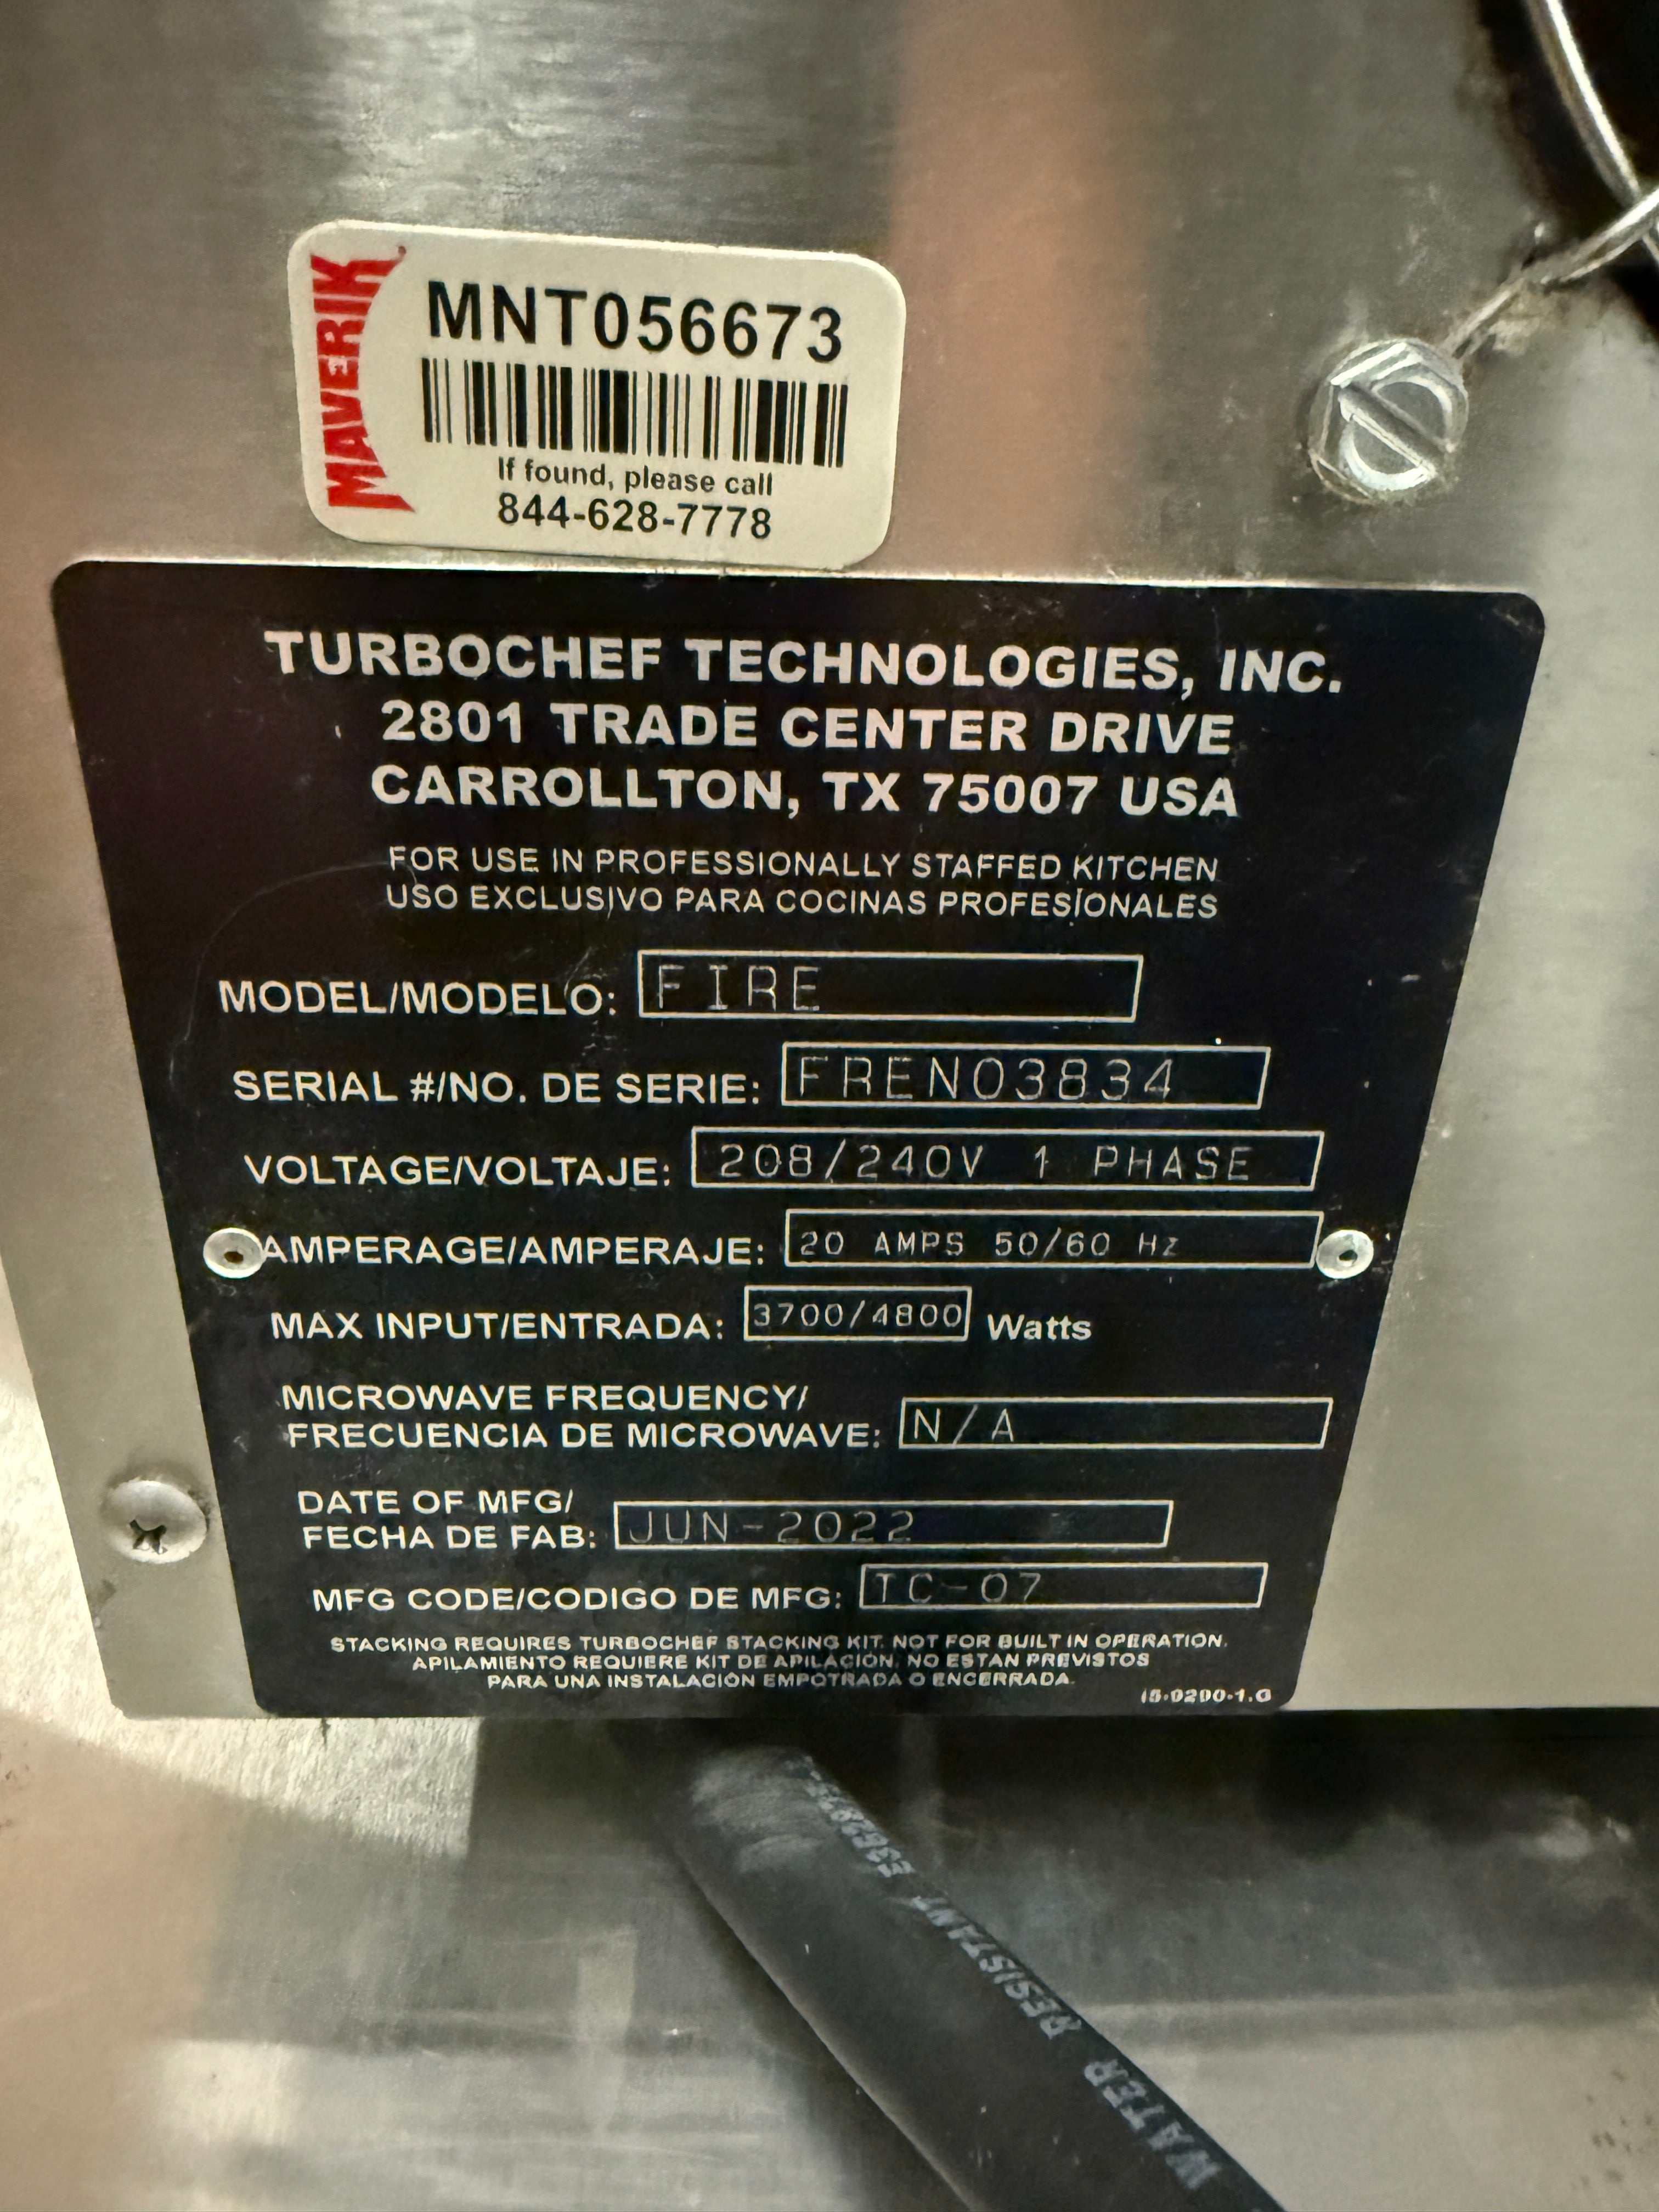 MAVERIK
MNT056673
If found, please call
844-628-7778
TURBOCHEF TECHNOLOGIES, INC.
2801 TRADE CENTER DRIVE
CARROLLTON, TX 75007 USA
FOR USE IN PROFESSIONALLY STAFFED KITCHEN
USO EXCLUSIVO PARA COCINAS PROFESIONALES
MODEL/MODELO: FIRE
SERIAL #/NO. DE SERIE: FREN03834
VOLTAGE/VOLTAJE: 208/240V 1 PHASE
AMPERAGE/AMPERAJE: 20 AMPS 50/60 Hz
MAX INPUT/ENTRADA: 3700/4800 Watts
MICROWAVE FREQUENCY/
FRECUENCIA DE MICROWAVE: N/A
DATE OF MFG/
FECHA DE FAB: JUN-2022
MFG CODE/CODIGO DE MFG: TC-07
STACKING REQUIRES TURBOCHEF STACKING KIT. NOT FOR BUILT IN OPERATION.
APILAMIENTO REQUIERE KIT DE APILACIÓN, NO ESTAN PREVISTOS
PARA UNA INSTALACIÓN EMPOTRADA O ENCERRADA.
WATER RESISTANT